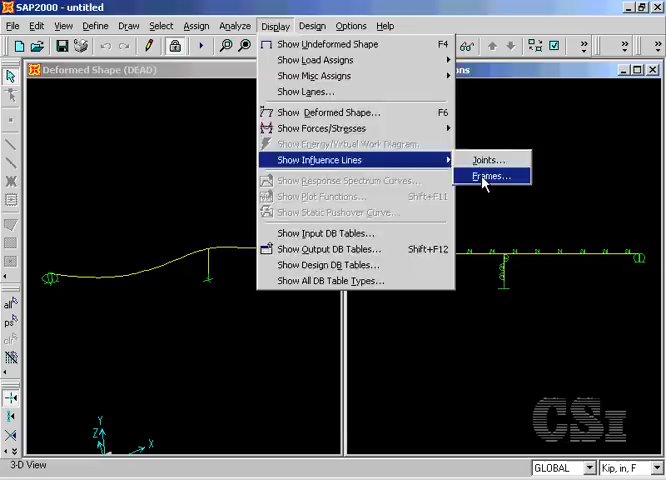 SAP2000 - untitled
File Edit View Define Draw Select Assign Analyze Display Design Options Help
Deformed Shape (DEAD)
Show Undeformed Shape F4
Show Load Assigns
Show Misc Assigns
Show Lanes...
Show Deformed Shape... F6
Show Forces/Stresses
Show Energy/Virtual Work Diagram.
Show Influence Lines
Joints...
Frames...
Show Response Spectrum Curves...
Show Plot Functions... Shift+F11
Show Static Pushover Curve...
Show Input DB Tables...
Show Output DB Tables... Shift+F12
Show Design DB Tables...
Show All DB Table Types...
all
ps
clr
Y
Z
X
CSi
3-D View
GLOBAL
Kip, in, F